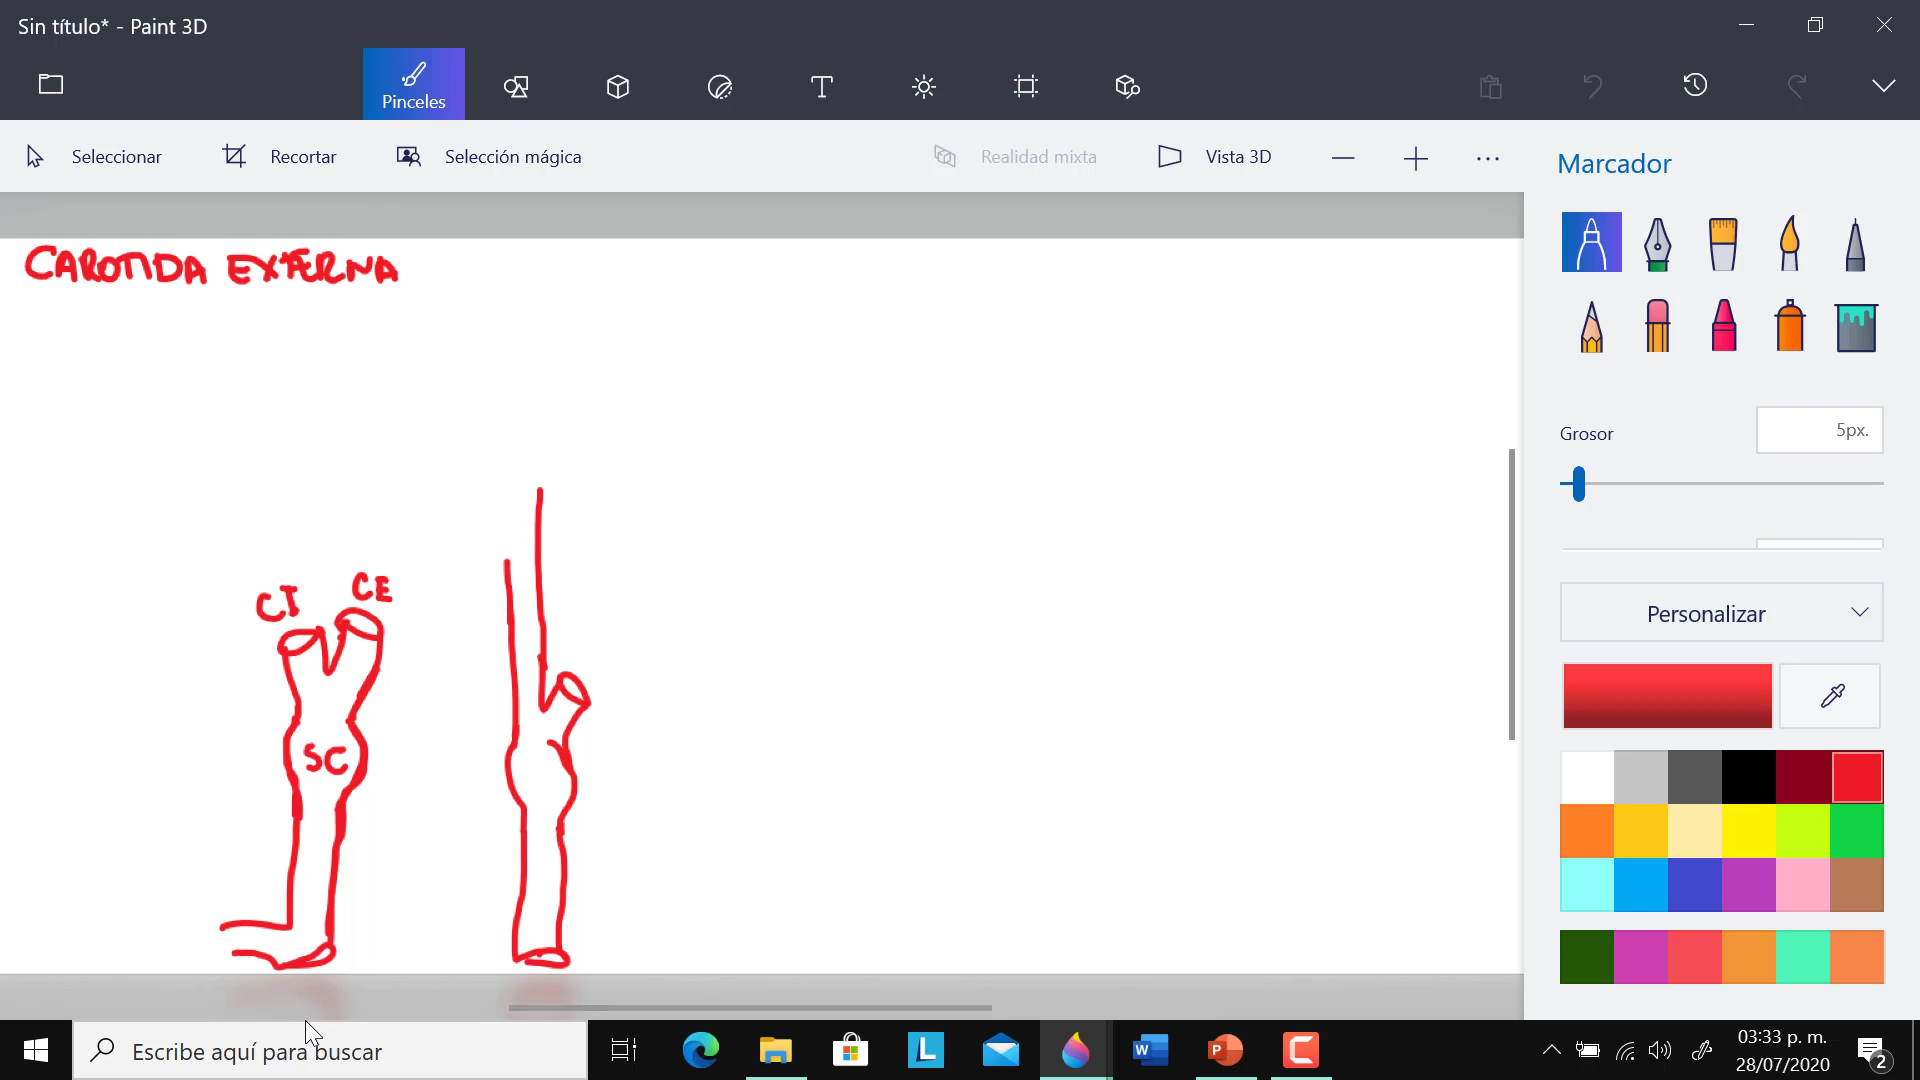 Sin título* - Paint 3D
Pinceles
Seleccionar
Recortar
Selección mágica
Realidad mixta
Vista 3D
Marcador
CAROTIDA EXTERNA
Grosor
5px.
CI
CE
Personalizar
SC
Escribe aquí para buscar
03:33 p. m.
28/07/2020
2